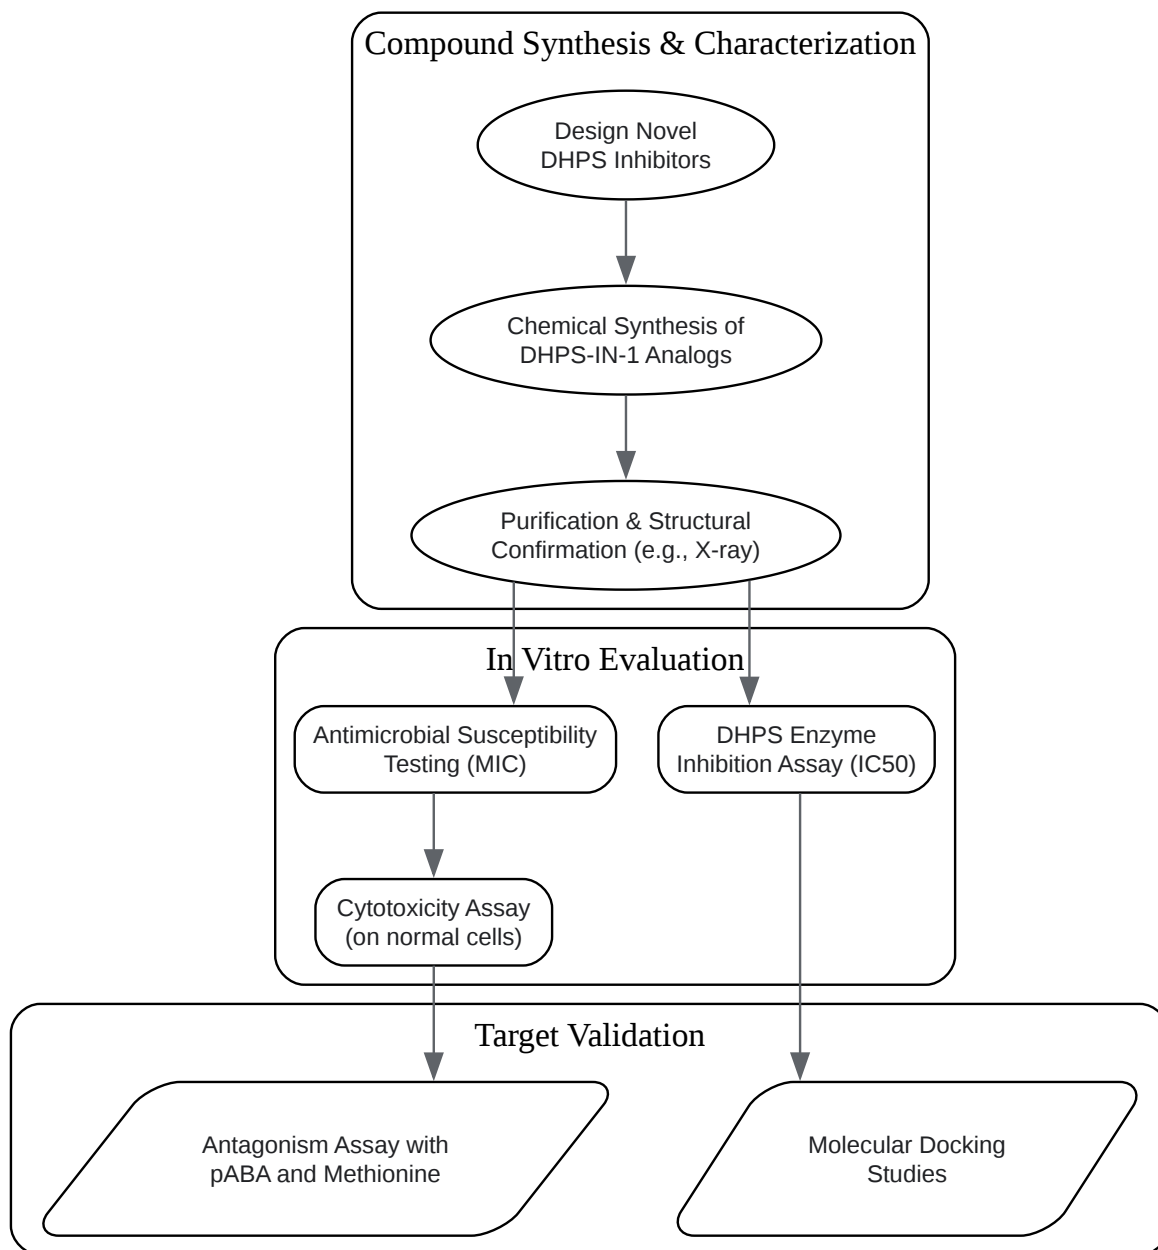 Compound Synthesis & Characterization
Design Novel
DHPS Inhibitors
Chemical Synthesis of
DHPS-IN-1 Analogs
Purification & Structural
Confirmation (e.g., X-ray)
In Vitro Evaluation
Antimicrobial Susceptibility
Testing (MIC)
DHPS Enzyme
Inhibition Assay (IC50)
Cytotoxicity Assay
(on normal cells)
Target Validation
Antagonism Assay with
pABA and Methionine
Molecular Docking
Studies